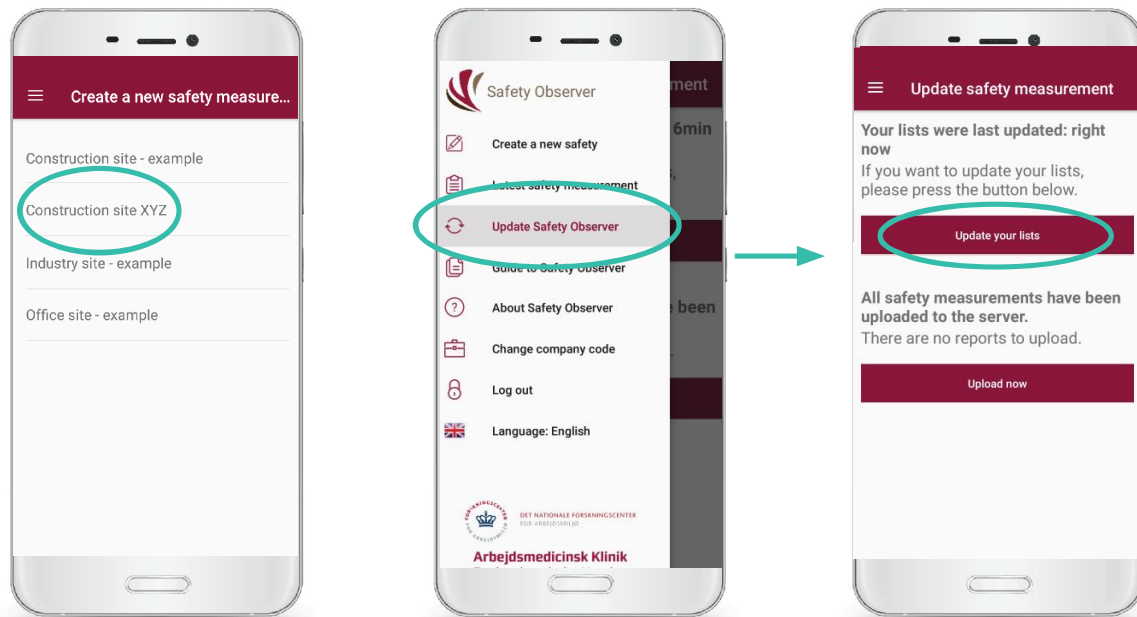 Create a new safety measure...
Construction site - example
Construction site XYZ
Industry site - example
Office site - example
Safety Observer
ment
Create a new safety
6min
Latest safety measurement
Update Safety Observer
Guide to Safety Observer
About Safety Observer
been
Change company code
Log out
Language: English
DET NATIONALE FORSKNINGSCENTER
FOR ARBEJDSMILJØ
Arbejdsmedicinsk Klinik
Update safety measurement
Your lists were last updated: right
now
If you want to update your lists,
please press the button below.
Update your lists
All safety measurements have been
uploaded to the server.
There are no reports to upload.
Upload now